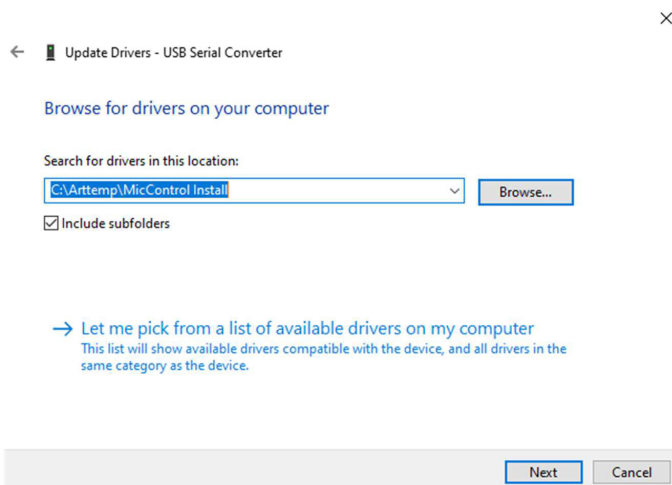 Update Drivers - USB Serial Converter
Browse for drivers on your computer
Search for drivers in this location:
C:\Arttemp\MicControl Install
Browse...
Include subfolders
Let me pick from a list of available drivers on my computer
This list will show available drivers compatible with the device, and all drivers in the
same category as the device.
Next
Cancel